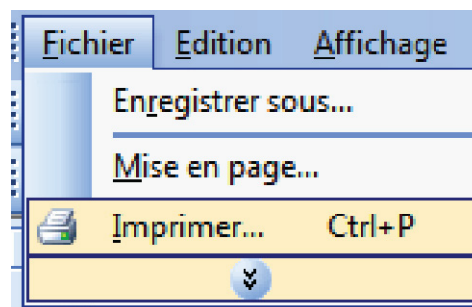 Fichier Edition Affichage
Enregistrer sous...
Mise en page...
Imprimer... Ctrl+P